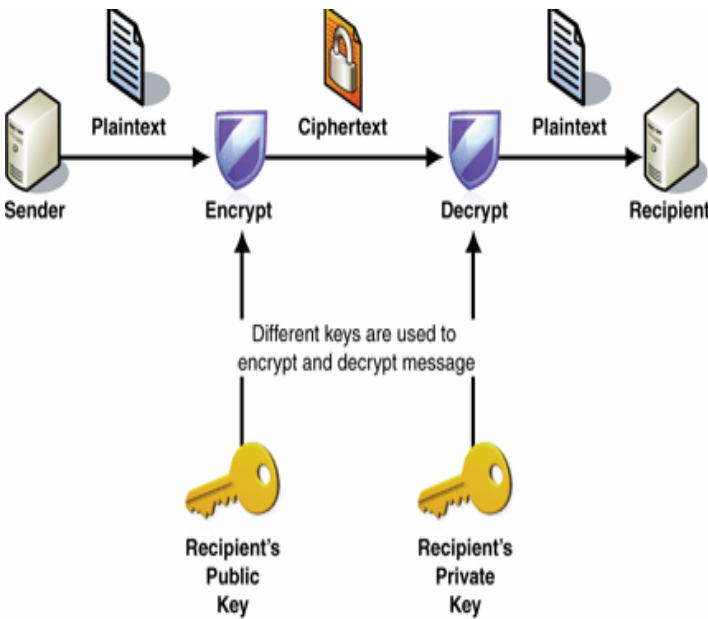 Plaintext
Ciphertext
Plaintext
Sender
Encrypt
Decrypt
Recipient
Different keys are used to
encrypt and decrypt message
Recipient's
Public
Key
Recipient's
Private
Key